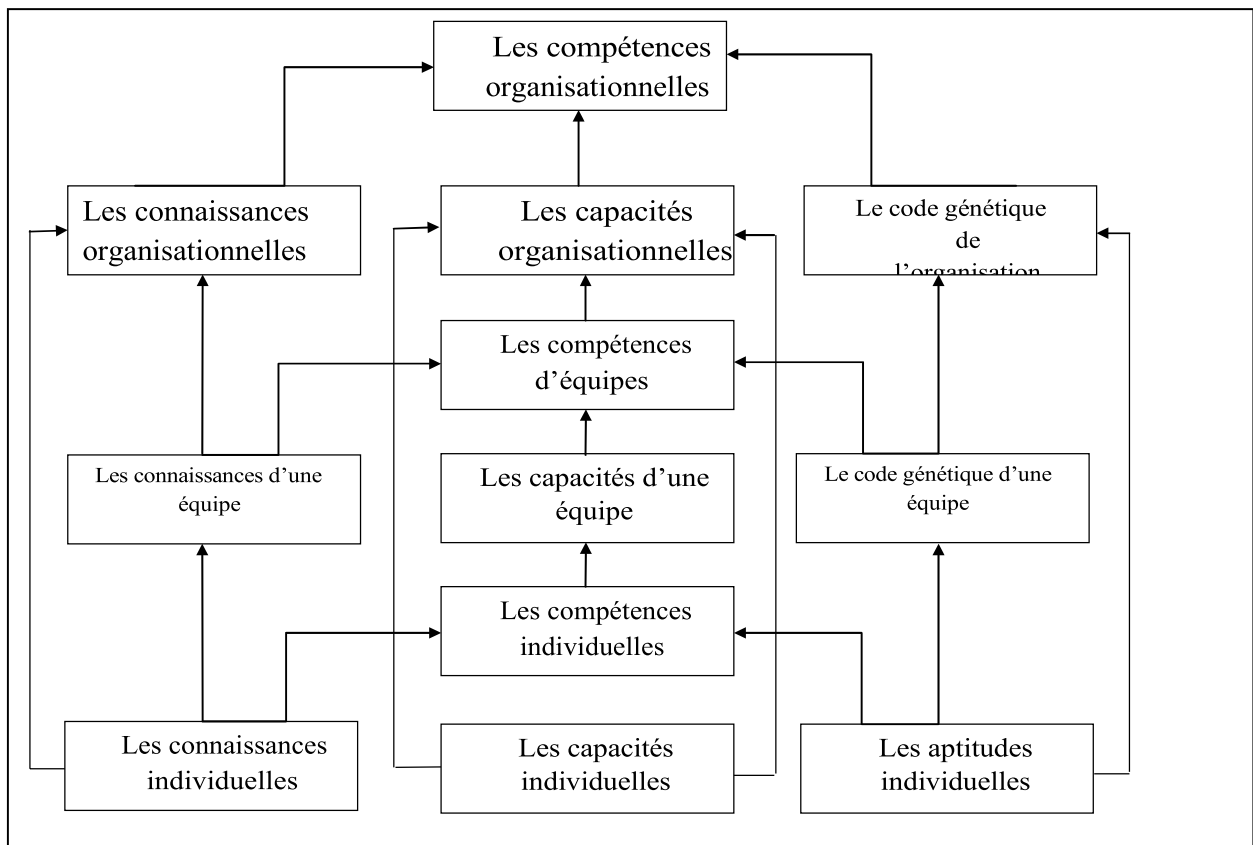 Les compétences
organisationnelles
Les connaissances
organisationnelles
Les capacités
organisationnelles
Le code génétique
de
l’organisation
Les compétences
d’équipes
Les connaissances d’une
équipe
Les capacités d’une
équipe
Le code génétique d’une
équipe
Les compétences
individuelles
Les connaissances
individuelles
Les capacités
individuelles
Les aptitudes
individuelles